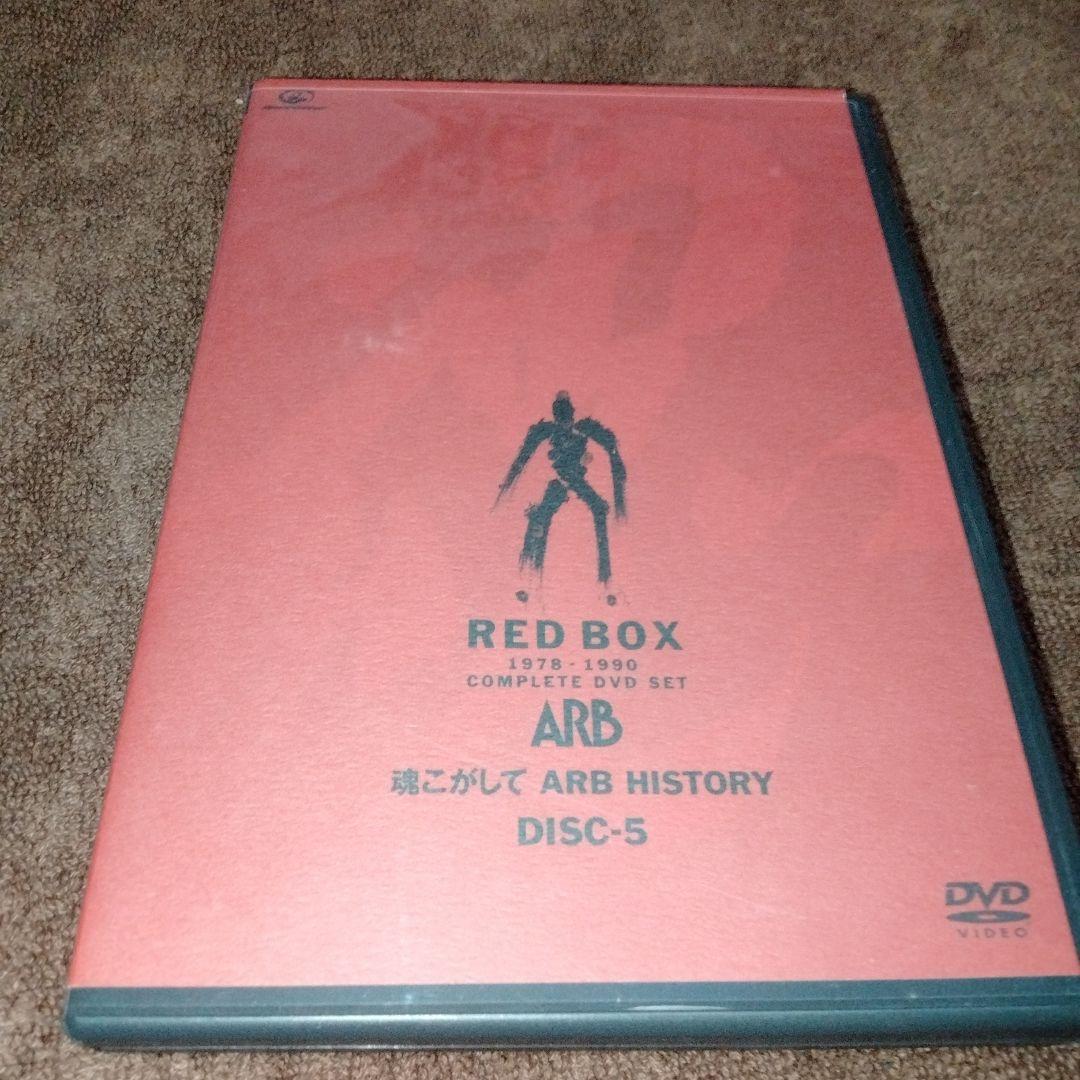 RED BOX
1978 - 1990
COMPLETE DVD SET
ARB
魂こがして ARB HISTORY
DISC-5
DVD
VIDEO